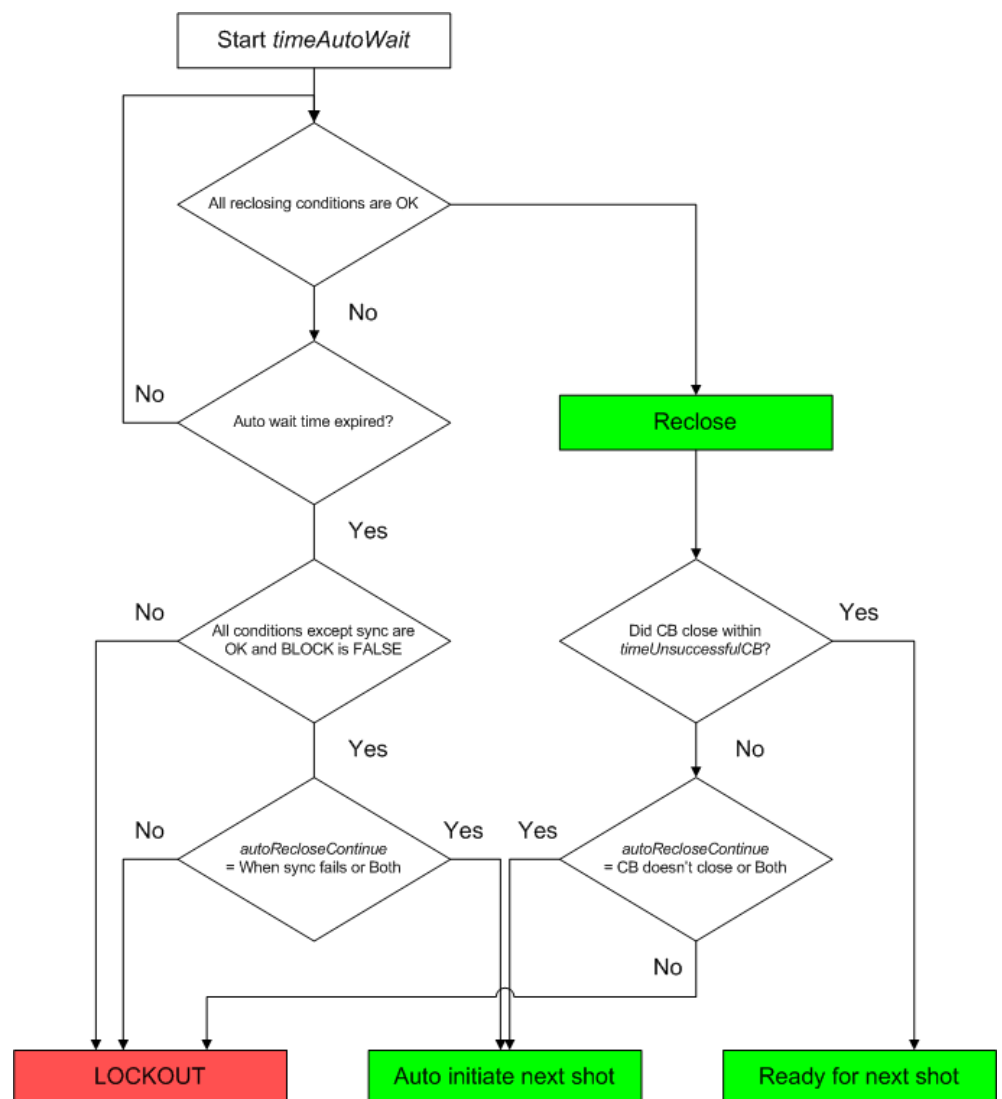 Start timeAutoWait
All reclosing conditions are OK
No
No
Auto wait time expired?
Reclose
Yes
No
All conditions except sync are
OK and BLOCK is FALSE
Did CB close within
timeUnsuccessfulCB?
Yes
Yes
No
No
autoRecloseContinue
= When sync fails or Both
Yes
Yes
autoRecloseContinue
= CB doesn't close or Both
No
LOCKOUT
Auto initiate next shot
Ready for next shot